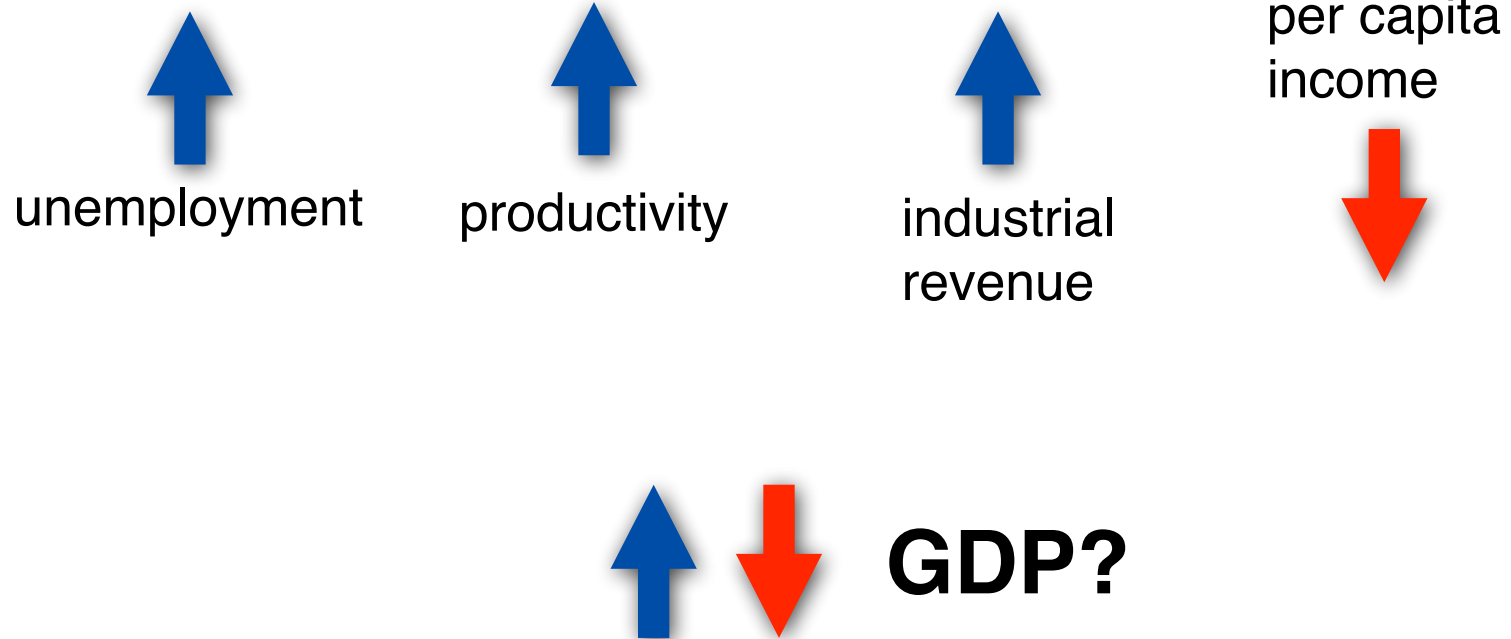 per capita
income
unemployment
productivity
industrial
revenue
GDP?